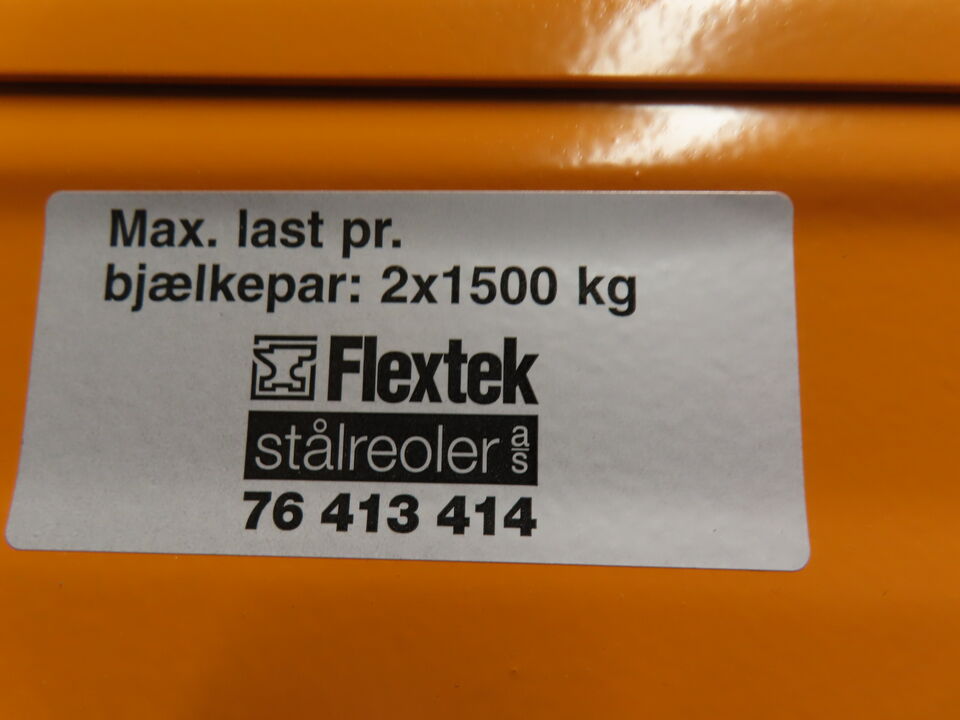 Max. last pr.
bjælkepar: 2x1500 kg
Flextek
stålreoler a/s
76 413 414